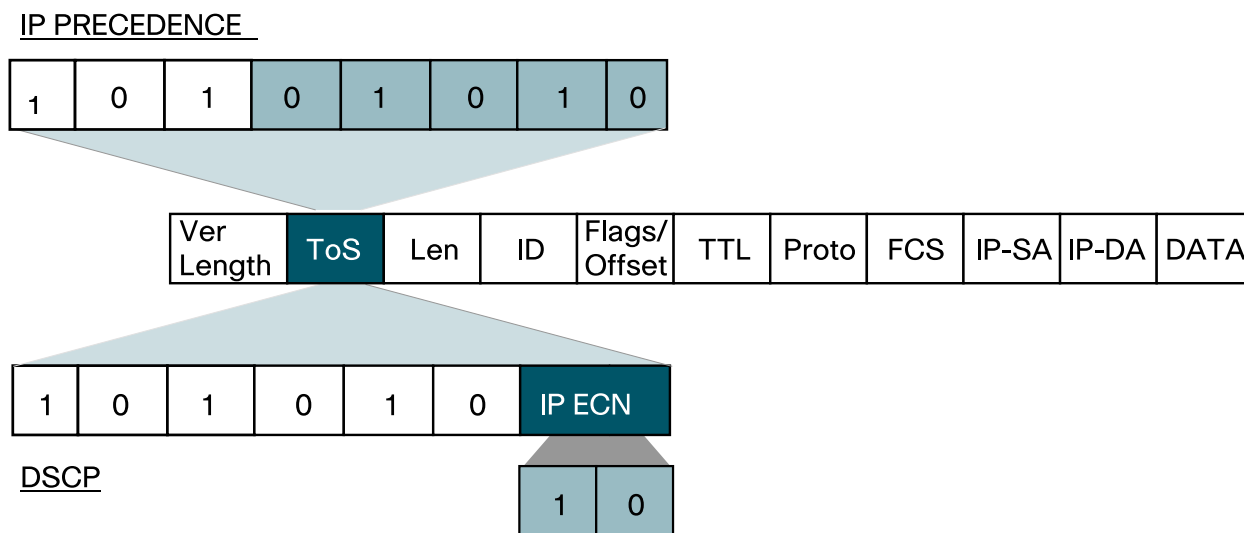 IP PRECEDENCE
1 0 1 0 1 0 1 0
Ver Length ToS Len ID Flags/ Offset TTL Proto FCS IP-SA IP-DA DATA
1 0 1 0 1 0 IP ECN
DSCP
1 0